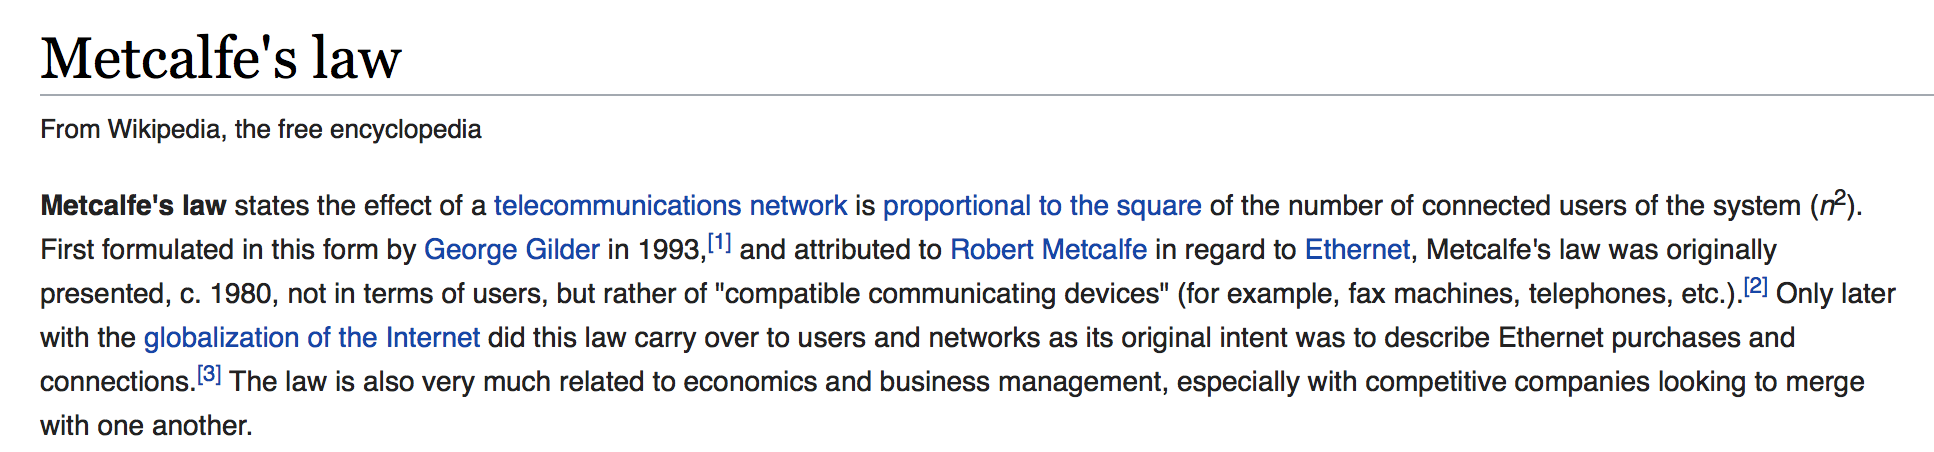 Metcalfe's law
From Wikipedia, the free encyclopedia
Metcalfe's law states the effect of a telecommunications network is proportional to the square of the number of connected users of the system (n²).
First formulated in this form by George Gilder in 1993,[1] and attributed to Robert Metcalfe in regard to Ethernet, Metcalfe's law was originally
presented, c. 1980, not in terms of users, but rather of "compatible communicating devices" (for example, fax machines, telephones, etc.).[2] Only later
with the globalization of the Internet did this law carry over to users and networks as its original intent was to describe Ethernet purchases and
connections.[3] The law is also very much related to economics and business management, especially with competitive companies looking to merge
with one another.